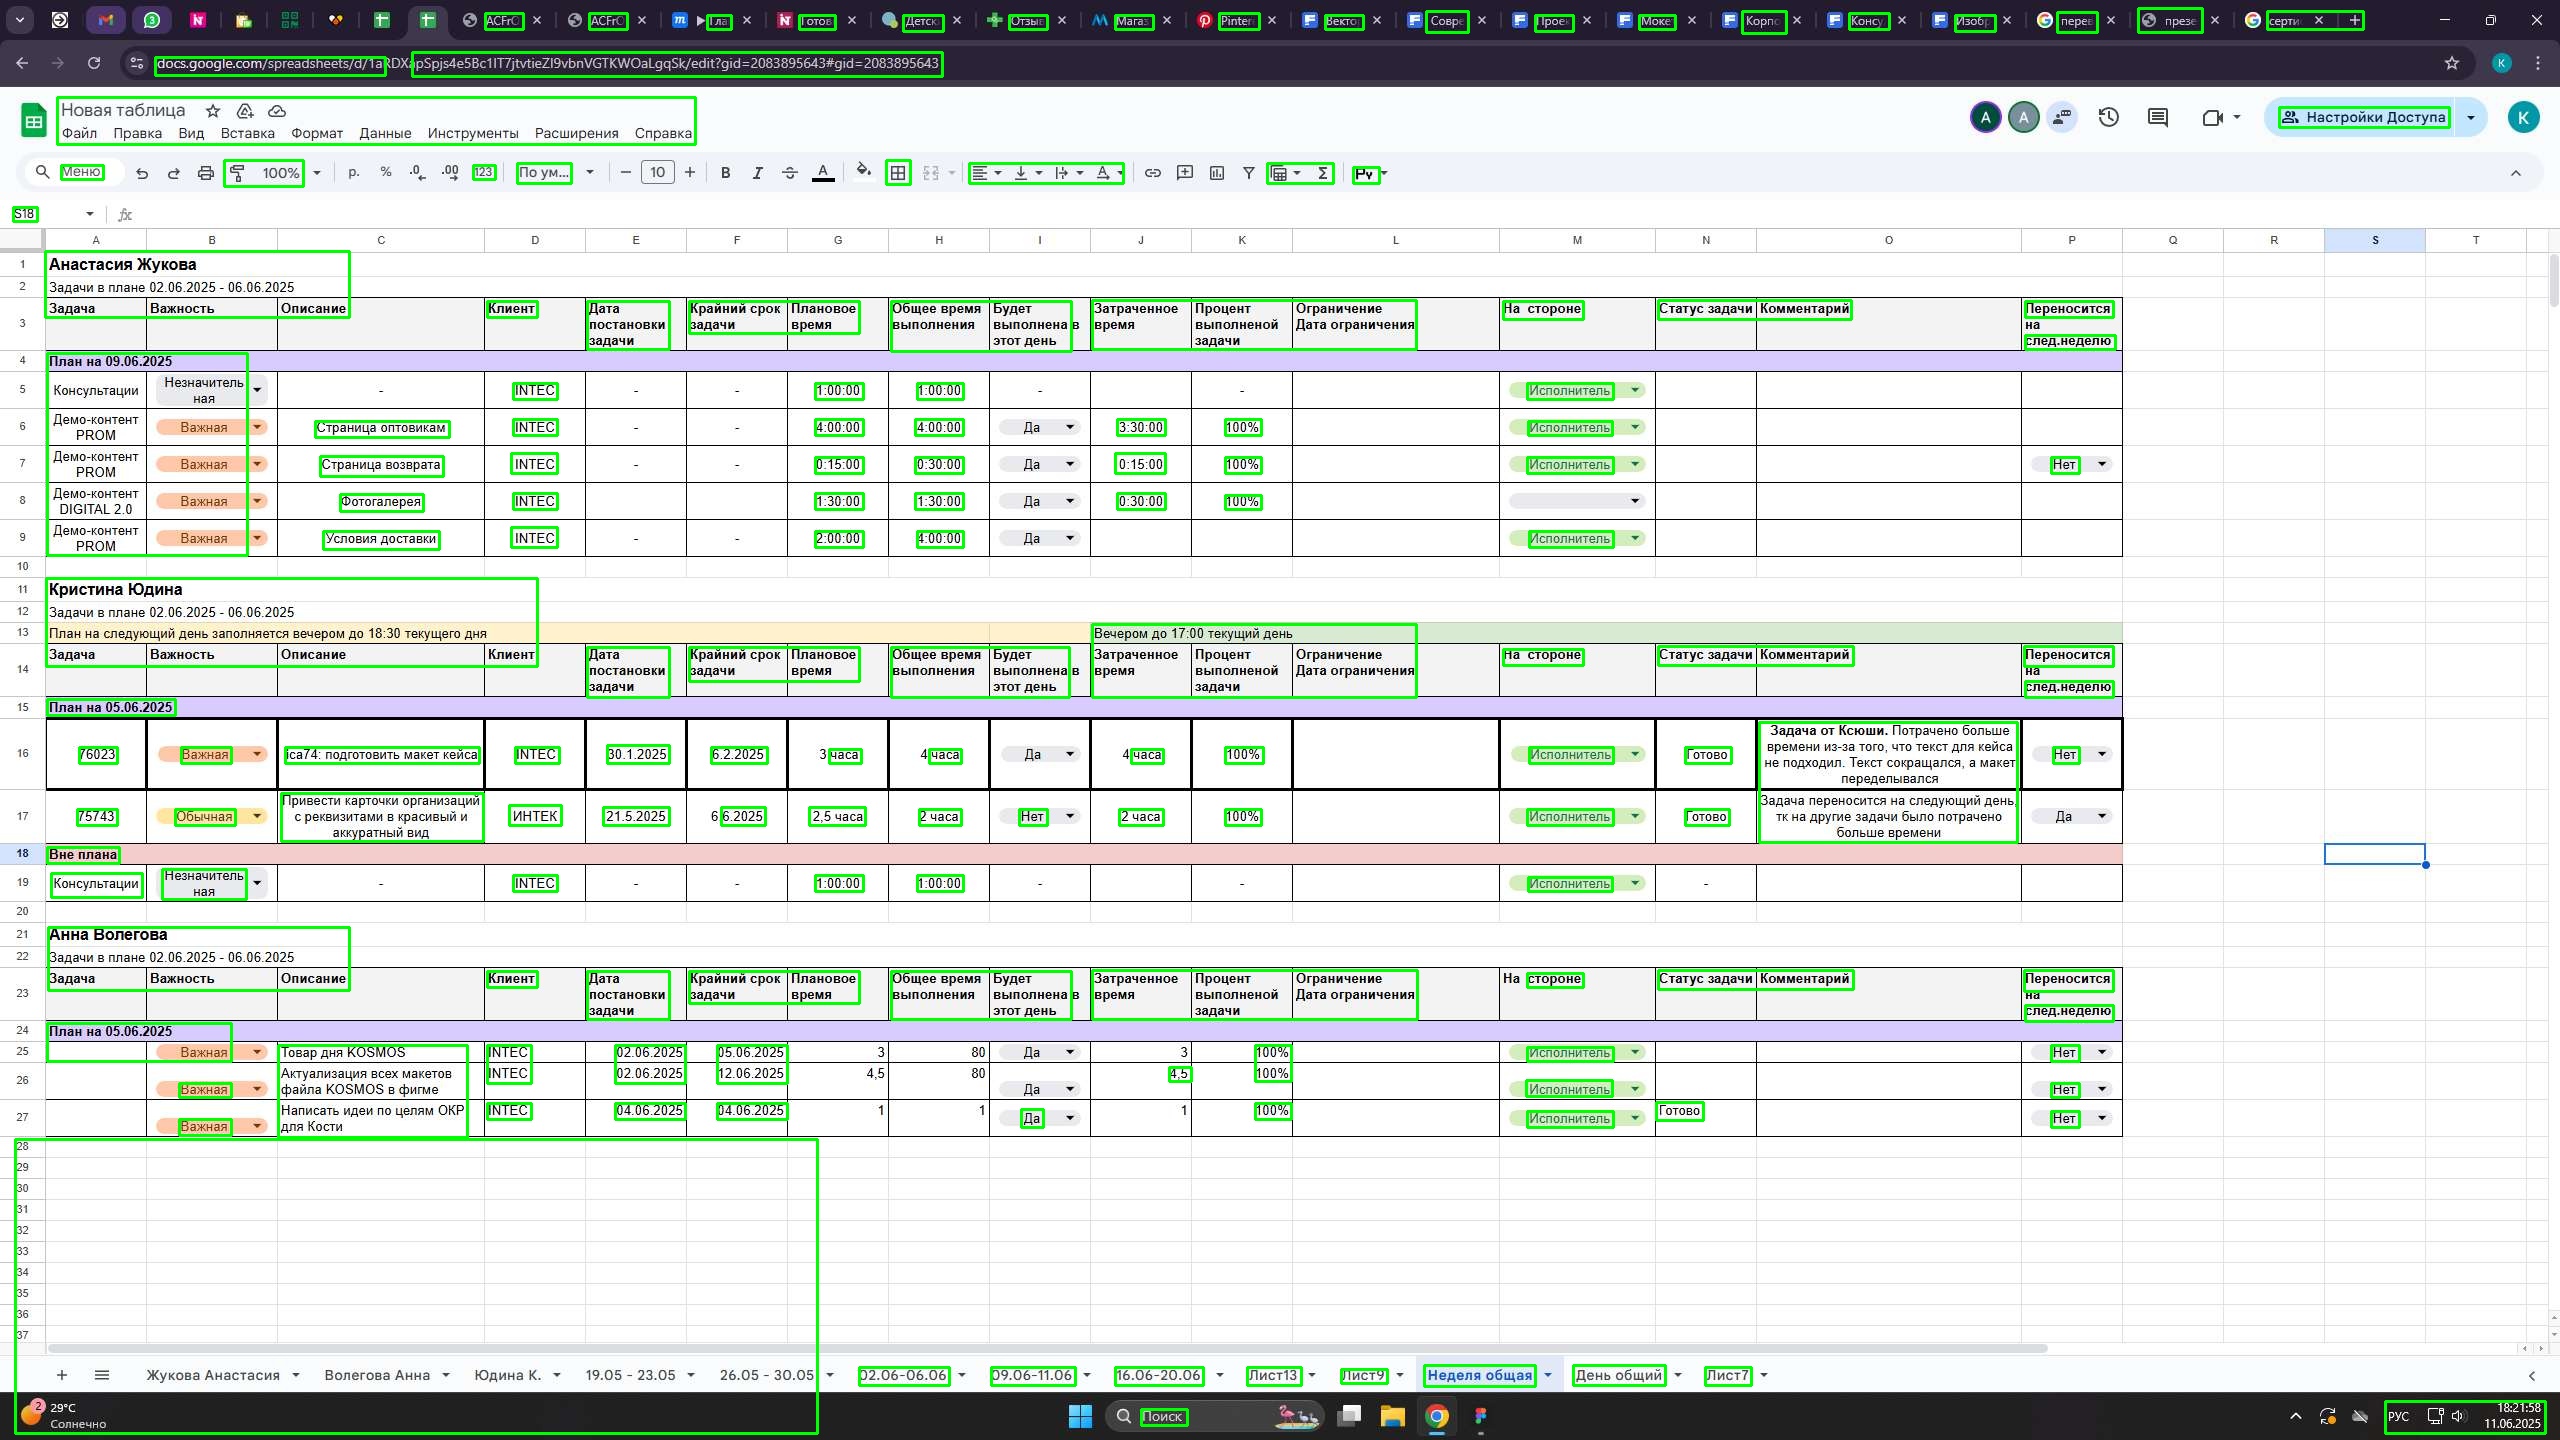 ACFrO ACFrO Гла Готов Детск Отзыв Магаз Pinter Векто Совре Проек Моке Корпо Консу Изобр перев презе серти
docs.google.com/spreadsheets/d/1aRDXapSpjs4e5Bc1IT7jtvtieZI9vbnVGTKWOaLgqSk/edit?gid=2083895643#gid=2083895643
Новая таблица
Файл Правка Вид Вставка Формат Данные Инструменты Расширения Справка
Настройки Доступа
Меню 100% р. % .0 .00 123 По ум... 10
S18
A B C D E F G H I J K L M N O P Q R S T
1 Анастасия Жукова
2 Задачи в плане 02.06.2025 - 06.06.2025
3 Задача Важность Описание Клиент Дата постановки задачи Крайний срок задачи Плановое время Общее время выполнения Будет выполнена в этот день Затраченное время Процент выполненой задачи Ограничение Дата ограничения На стороне Статус задачи Комментарий Переносится на след.неделю
4 План на 09.06.2025
5 Консультации Незначительная - INTEC - - 1:00:00 1:00:00 - - Исполнитель
6 Демо-контент PROM Важная Страница оптовикам INTEC - - 4:00:00 4:00:00 Да 3:30:00 100% Исполнитель
7 Демо-контент PROM Важная Страница возврата INTEC - - 0:15:00 0:30:00 Да 0:15:00 100% Исполнитель Нет
8 Демо-контент DIGITAL 2.0 Важная Фотогалерея INTEC 1:30:00 1:30:00 Да 0:30:00 100%
9 Демо-контент PROM Важная Условия доставки INTEC - - 2:00:00 4:00:00 Да Исполнитель
10
11 Кристина Юдина
12 Задачи в плане 02.06.2025 - 06.06.2025
13 План на следующий день заполняется вечером до 18:30 текущего дня Вечером до 17:00 текущий день
14 Задача Важность Описание Клиент Дата постановки задачи Крайний срок задачи Плановое время Общее время выполнения Будет выполнена в этот день Затраченное время Процент выполненой задачи Ограничение Дата ограничения На стороне Статус задачи Комментарий Переносится на след.неделю
15 План на 05.06.2025
16 76023 Важная ica74: подготовить макет кейса INTEC 30.1.2025 6.2.2025 3 часа 4 часа Да 4 часа 100% Исполнитель Готово Задача от Ксюши. Потрачено больше времени из-за того, что текст для кейса не подходил. Текст сокращался, а макет переделывался Нет
17 75743 Обычная Привести карточки организаций с реквизитами в красивый и аккуратный вид ИНТЕК 21.5.2025 6.6.2025 2,5 часа 2 часа Нет 2 часа 100% Исполнитель Готово Задача переносится на следующий день, тк на другие задачи было потрачено больше времени Да
18 Вне плана
19 Консультации Незначительная - INTEC - - 1:00:00 1:00:00 - - Исполнитель -
20
21 Анна Волегова
22 Задачи в плане 02.06.2025 - 06.06.2025
23 Задача Важность Описание Клиент Дата постановки задачи Крайний срок задачи Плановое время Общее время выполнения Будет выполнена в этот день Затраченное время Процент выполненой задачи Ограничение Дата ограничения На стороне Статус задачи Комментарий Переносится на след.неделю
24 План на 05.06.2025
25 Важная Товар дня KOSMOS INTEC 02.06.2025 05.06.2025 3 80 Да 3 100% Исполнитель Нет
26 Важная Актуализация всех макетов файла KOSMOS в фигме INTEC 02.06.2025 12.06.2025 4,5 80 Да 4,5 100% Исполнитель Нет
27 Важная Написать идеи по целям ОКР для Кости INTEC 04.06.2025 04.06.2025 1 1 Да 1 100% Исполнитель Готово Нет
28
29
30
31
32
33
34
35
36
37
Жукова Анастасия Волегова Анна Юдина К. 19.05 - 23.05 26.05 - 30.05 02.06-06.06 09.06-11.06 16.06-20.06 Лист13 Лист9 Неделя общая День общий Лист7
2 29°C
Солнечно
Поиск
РУС 18:21:58
11.06.2025